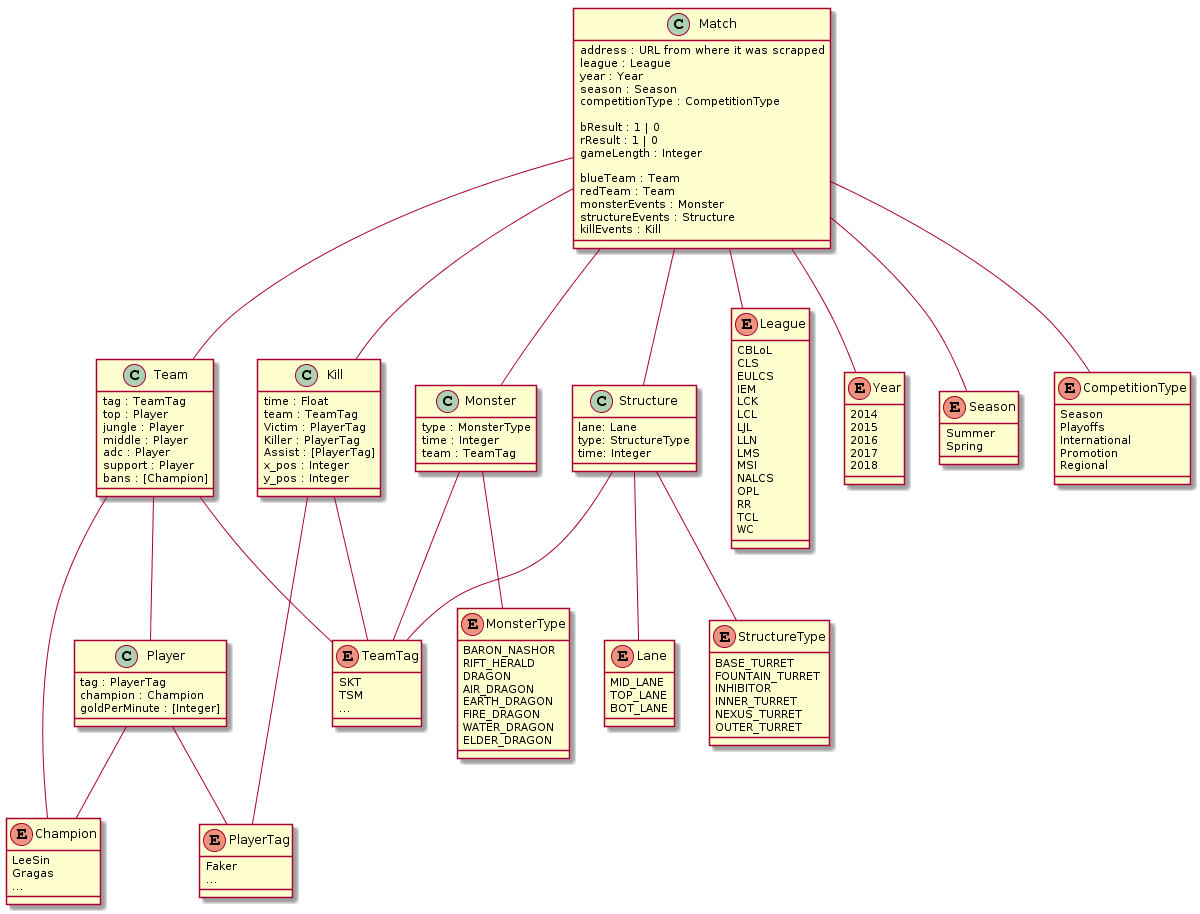 C Match
address : URL from where it was scrapped
league : League
year : Year
season : Season
competitionType : CompetitionType
bResult : 1 | 0
rResult : 1 | 0
gameLength : Integer
blueTeam : Team
redTeam : Team
monsterEvents : Monster
structureEvents : Structure
killEvents : Kill
C Team
tag : TeamTag
top : Player
jungle : Player
middle : Player
adc : Player
support : Player
bans : [Champion]
C Kill
time : Float
team : TeamTag
Victim : PlayerTag
Killer : PlayerTag
Assist : [PlayerTag]
x_pos : Integer
y_pos : Integer
C Monster
type : MonsterType
time : Integer
team : TeamTag
C Structure
lane: Lane
type: StructureType
time: Integer
E League
CBLoL
CLS
EULCS
IEM
LCK
LCL
LJL
LLN
LMS
MSI
NALCS
OPL
RR
TCL
WC
E Year
2014
2015
2016
2017
2018
E Season
Summer
Spring
E CompetitionType
Season
Playoffs
International
Promotion
Regional
C Player
tag : PlayerTag
champion : Champion
goldPerMinute : [Integer]
E TeamTag
SKT
TSM
...
E MonsterType
BARON_NASHOR
RIFT_HERALD
DRAGON
AIR_DRAGON
EARTH_DRAGON
FIRE_DRAGON
WATER_DRAGON
ELDER_DRAGON
E Lane
MID_LANE
TOP_LANE
BOT_LANE
E StructureType
BASE_TURRET
FOUNTAIN_TURRET
INHIBITOR
INNER_TURRET
NEXUS_TURRET
OUTER_TURRET
E Champion
LeeSin
Gragas
...
E PlayerTag
Faker
...